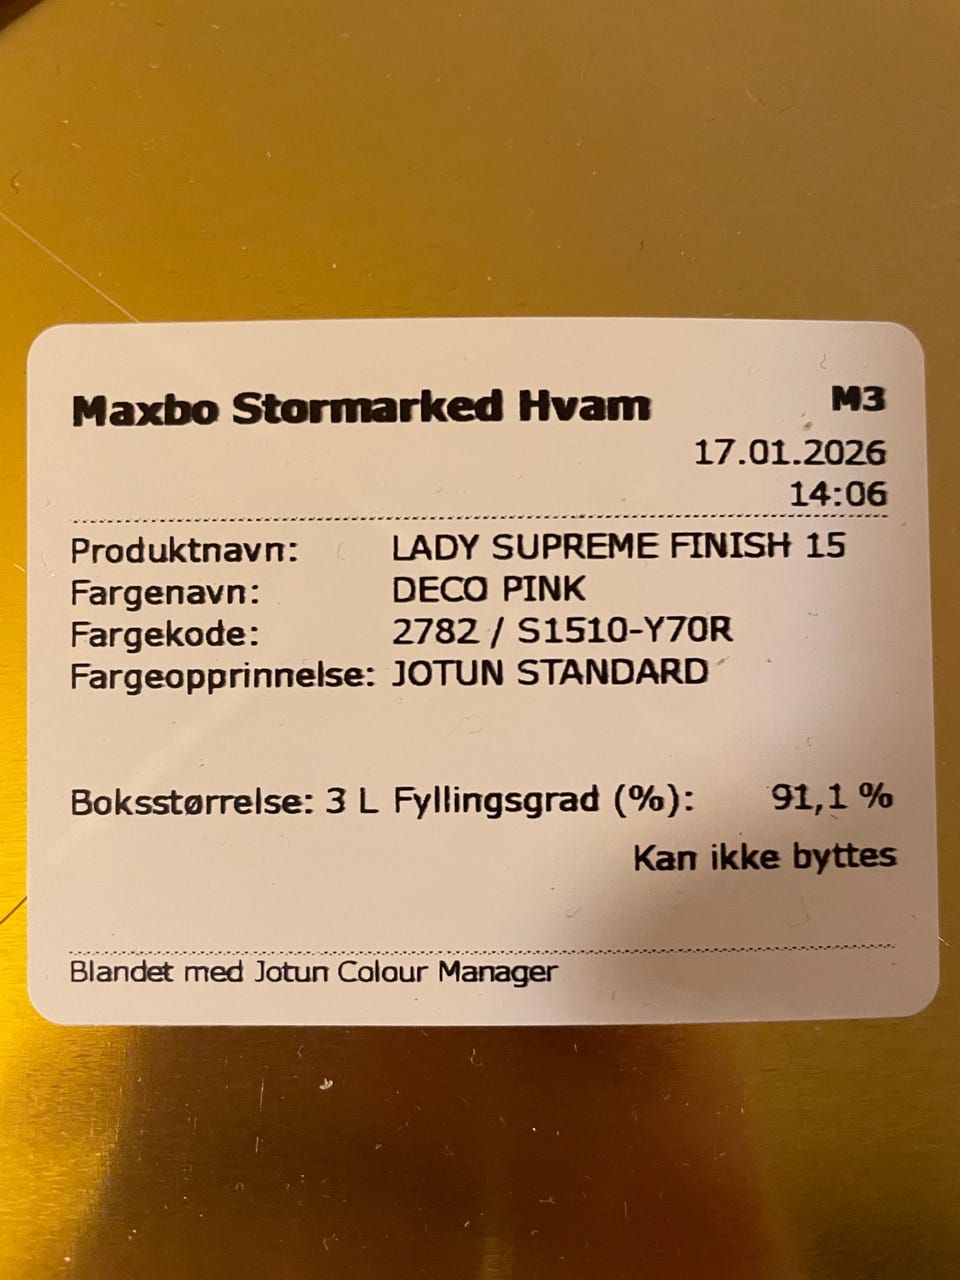 Maxbo Stormarked Hvam M3
17.01.2026
14:06
Produktnavn: LADY SUPREME FINISH 15
Fargenavn: DECO PINK
Fargekode: 2782 / S1510-Y70R
Fargeopprinnelse: JOTUN STANDARD
Boksstørrelse: 3 L Fyllingsgrad (%): 91,1 %
Kan ikke byttes
Blandet med Jotun Colour Manager